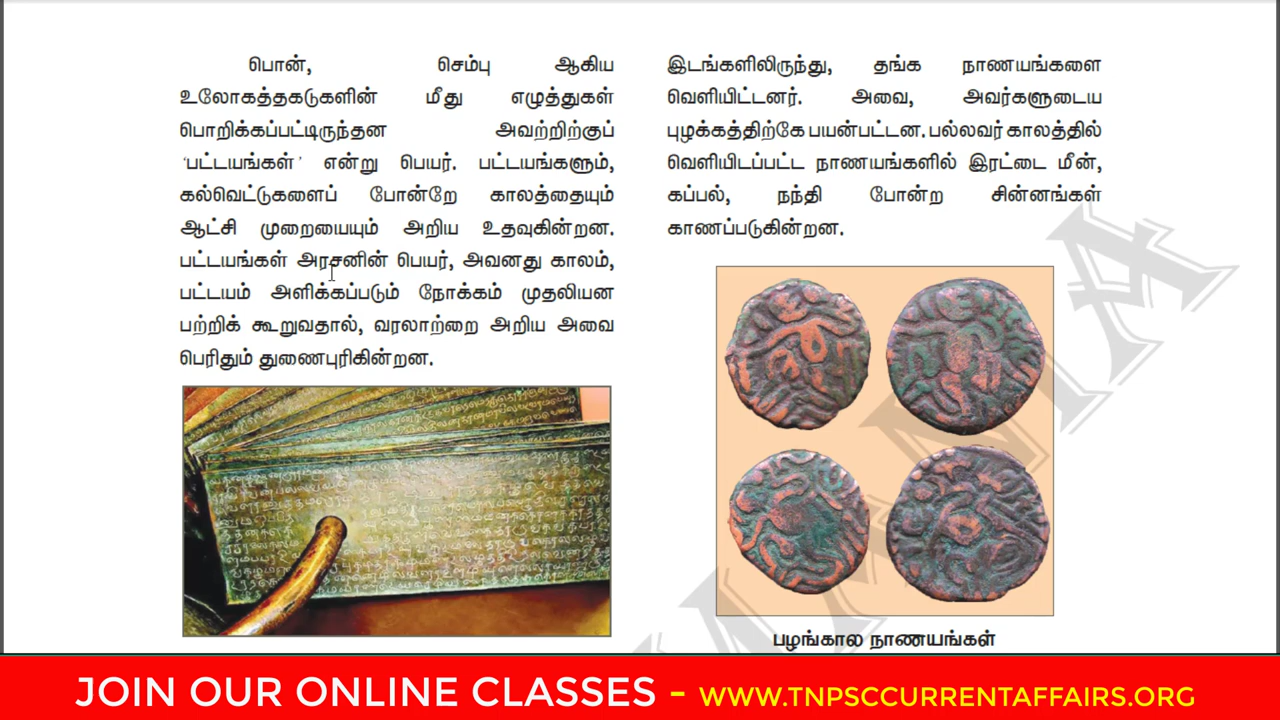 பொன், செம்பு ஆகிய
உலோகத்தகடுகளின் மீது எழுத்துகள்
பொறிக்கப்பட்டிருந்தன அவற்றிற்குப்
‘பட்டயங்கள்’ என்று பெயர். பட்டயங்களும்,
கல்வெட்டுகளைப் போன்றே காலத்தையும்
ஆட்சி முறையையும் அறிய உதவுகின்றன.
பட்டயங்கள் அரசனின் பெயர், அவனது காலம்,
பட்டயம் அளிக்கப்படும் நோக்கம் முதலியன
பற்றிக் கூறுவதால், வரலாற்றை அறிய அவை
பெரிதும் துணைபுரிகின்றன.
இடங்களிலிருந்து, தங்க நாணயங்களை
வெளியிட்டனர். அவை, அவர்களுடைய
புழக்கத்திற்கே பயன்பட்டன. பல்லவர் காலத்தில்
வெளியிடப்பட்ட நாணயங்களில் இரட்டை மீன்,
கப்பல், நந்தி போன்ற சின்னங்கள்
காணப்படுகின்றன.
பழங்கால நாணயங்கள்
JOIN OUR ONLINE CLASSES - WWW.TNPSCCURRENTAFFAIRS.ORG